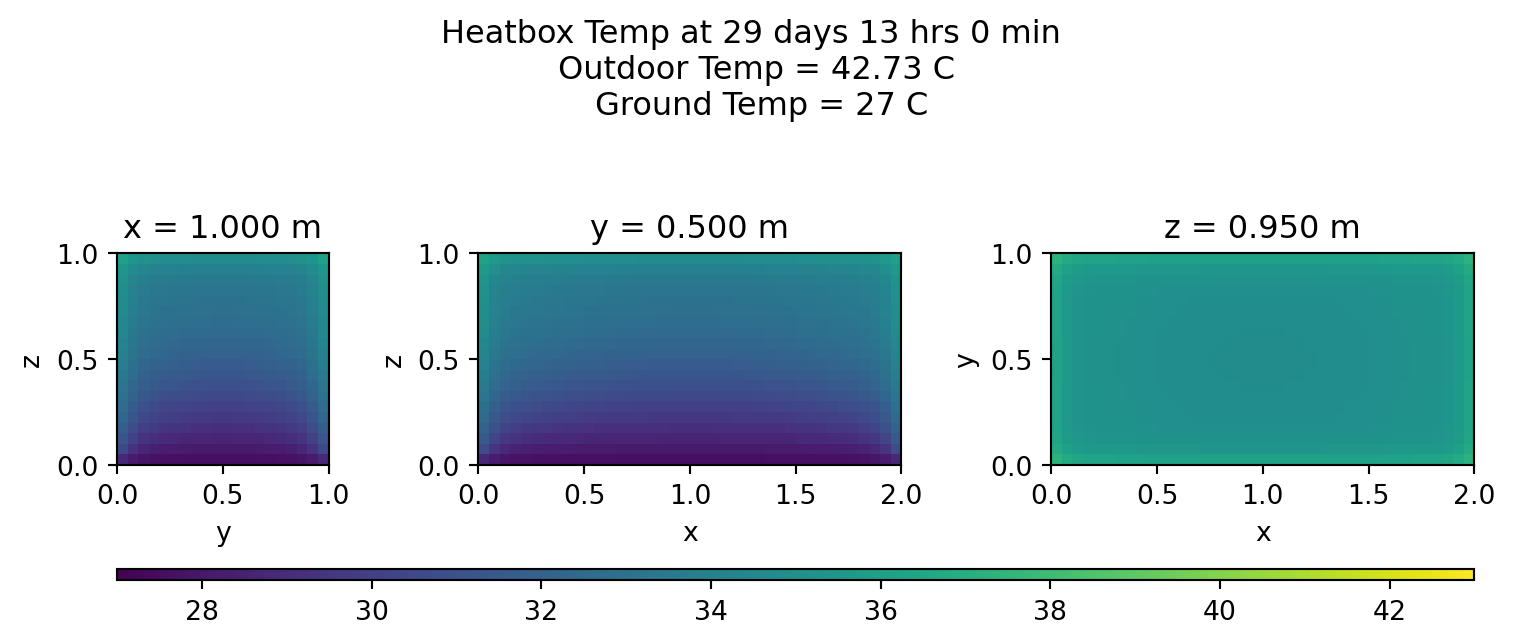 Heatbox Temp at 29 days 13 hrs 0 min
Outdoor Temp = 42.73 C
Ground Temp = 27 C
x = 1.000 m
1.0
0.5
0.0
z
0.0 0.5 1.0
y
y = 0.500 m
1.0
0.5
0.0
z
0.0 0.5 1.0 1.5 2.0
x
z = 0.950 m
1.0
0.5
0.0
y
0.0 0.5 1.0 1.5 2.0
x
28 30 32 34 36 38 40 42